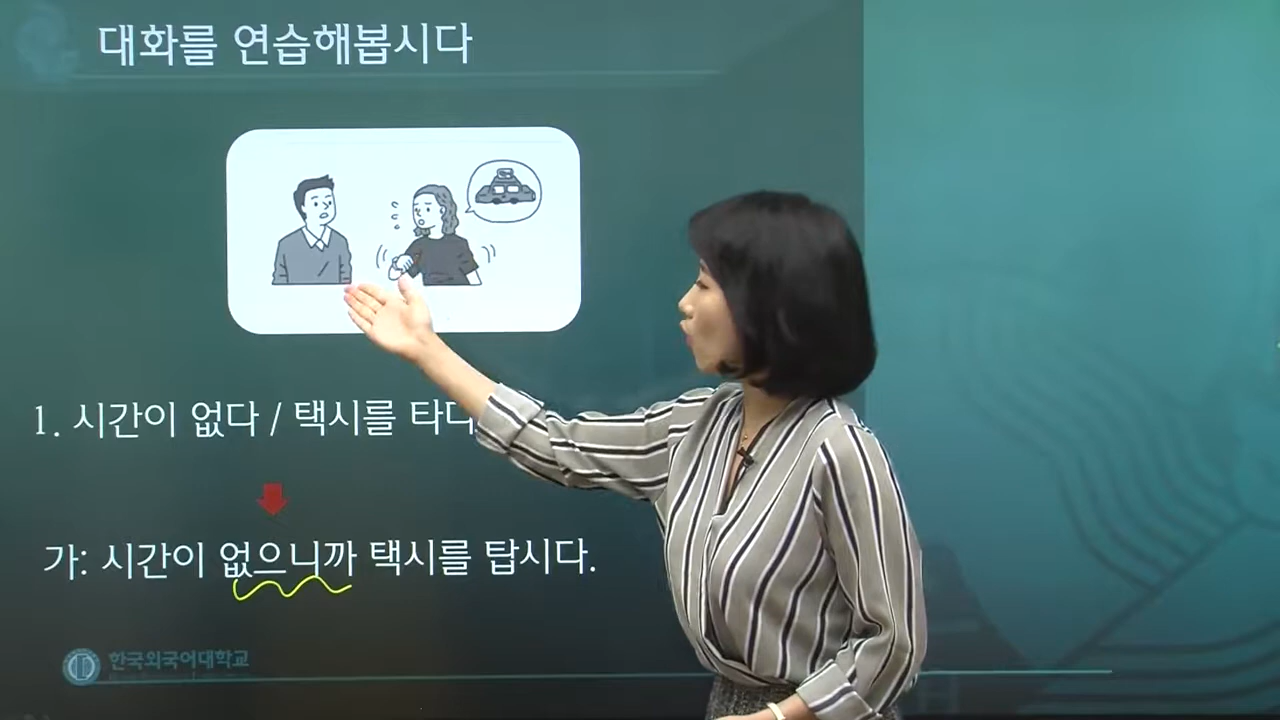 대화를 연습해봅시다
1. 시간이 없다 / 택시를 타다
가: 시간이 없으니까 택시를 탑시다.
한국외국어대학교